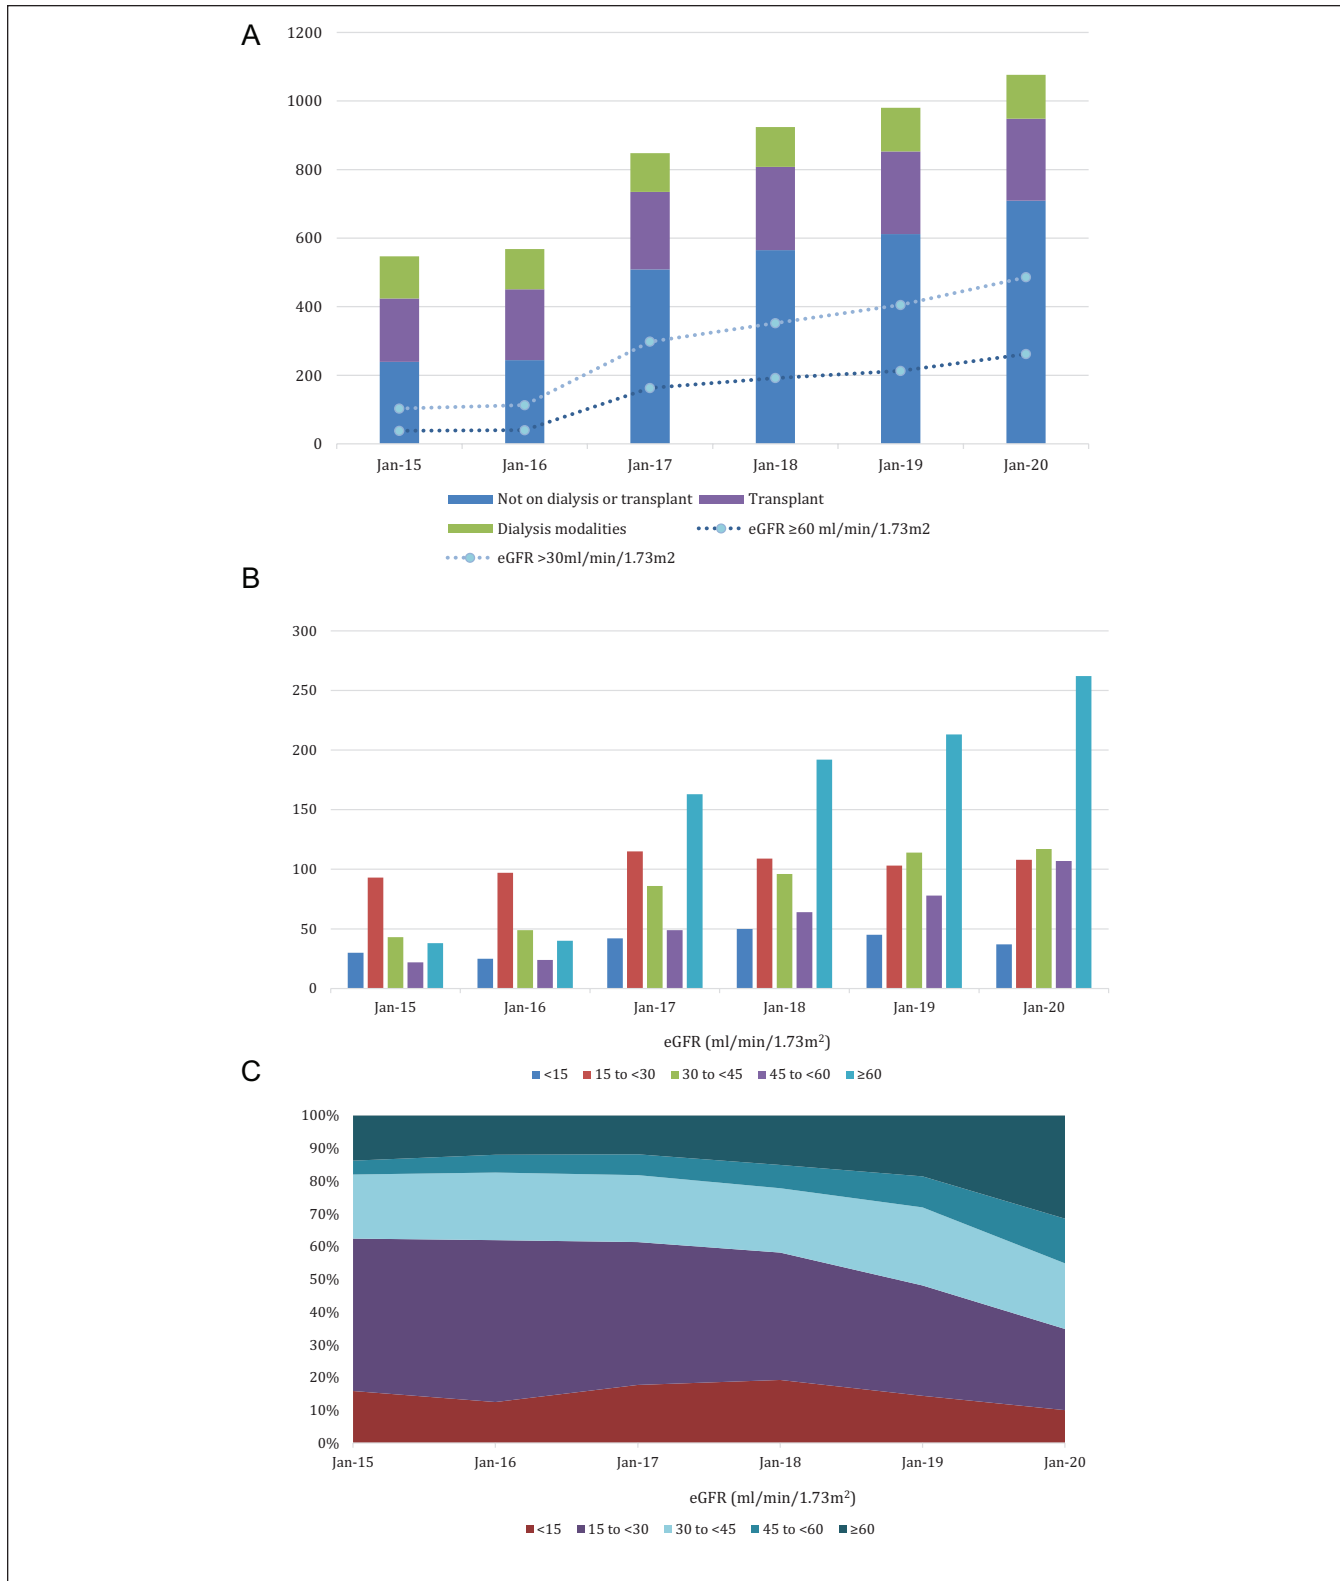 A
1200
1000
800
600
400
200
0
Jan-15 Jan-16 Jan-17 Jan-18 Jan-19 Jan-20
Not on dialysis or transplant Transplant
Dialysis modalities eGFR ≥60 ml/min/1.73m2
eGFR >30ml/min/1.73m2
B
300
250
200
150
100
50
0
Jan-15 Jan-16 Jan-17 Jan-18 Jan-19 Jan-20
eGFR (ml/min/1.73m²)
<15 15 to <30 30 to <45 45 to <60 ≥60
C
100%
90%
80%
70%
60%
50%
40%
30%
20%
10%
0%
Jan-15 Jan-16 Jan-17 Jan-18 Jan-19 Jan-20
eGFR (ml/min/1.73m²)
<15 15 to <30 30 to <45 45 to <60 ≥60